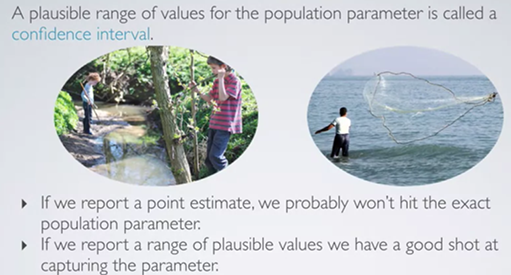 A plausible range of values for the population parameter is called a
confidence interval.
‣ If we report a point estimate, we probably won't hit the exact
population parameter.
‣ If we report a range of plausible values we have a good shot at
capturing the parameter.